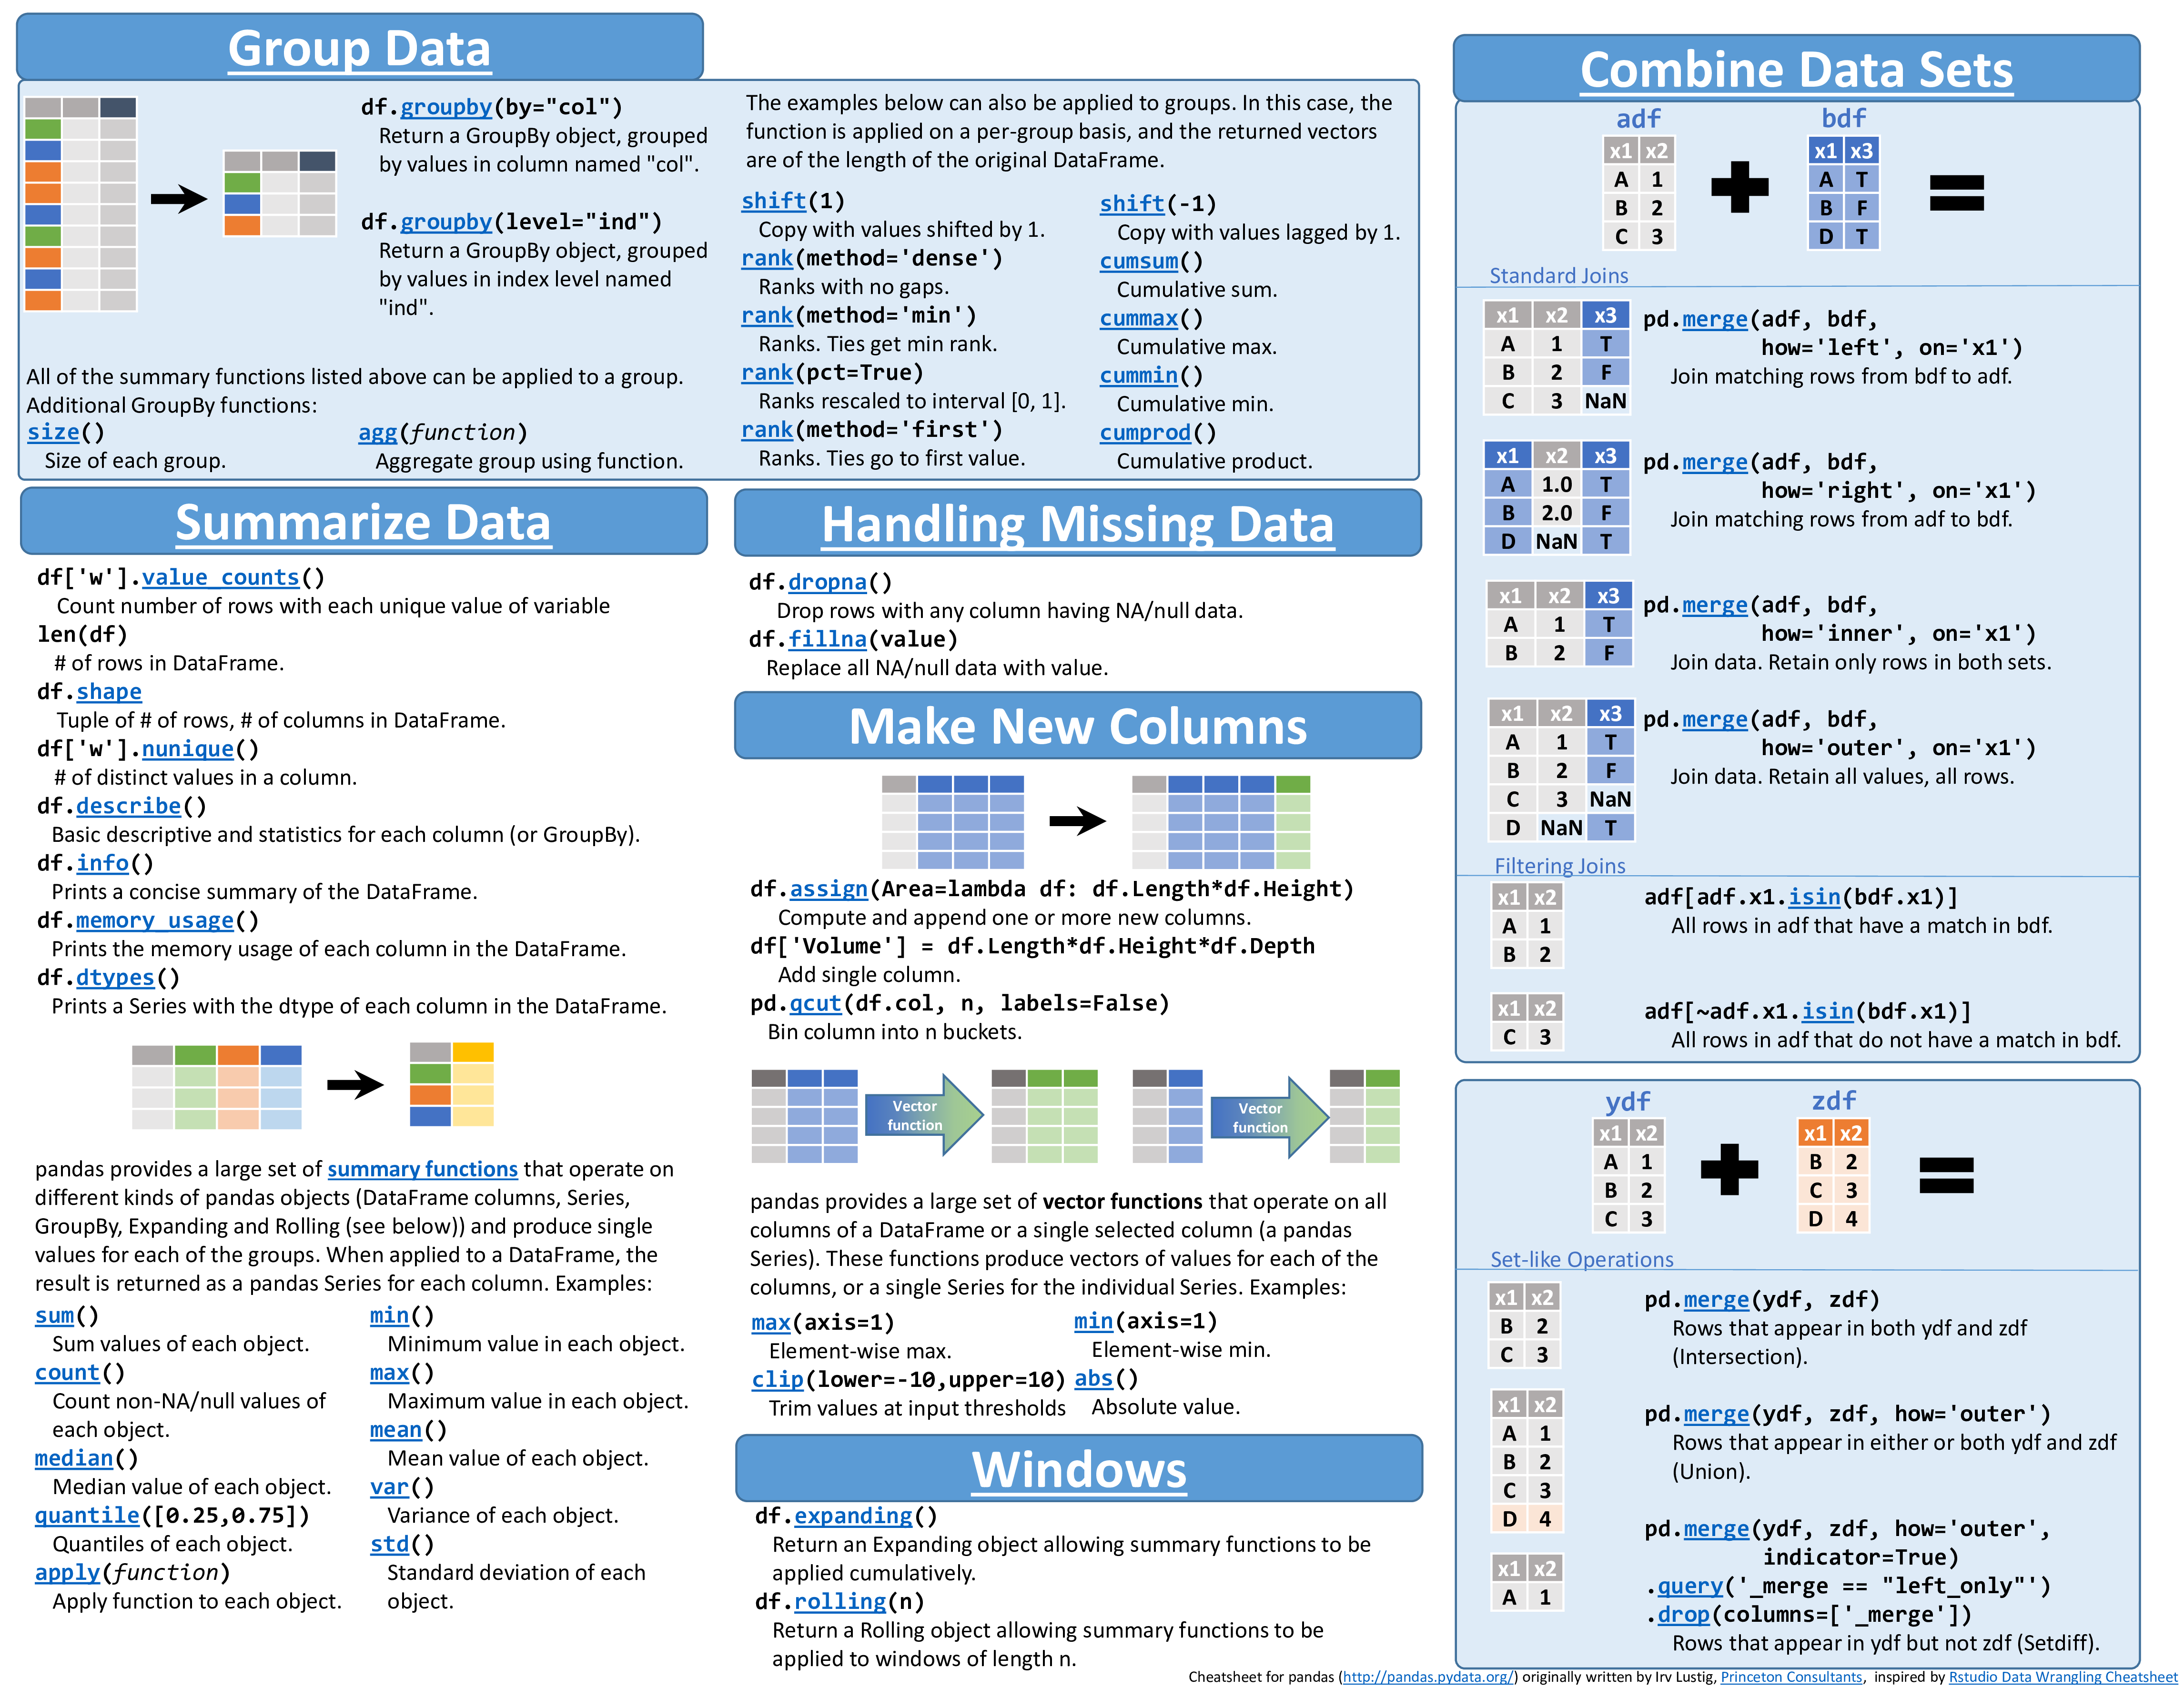 Group Data
df.groupby(by="col")
Return a GroupBy object, grouped
by values in column named "col".
df.groupby(level="ind")
Return a GroupBy object, grouped
by values in index level named
"ind".
All of the summary functions listed above can be applied to a group.
Additional GroupBy functions:
size()
Size of each group.
agg(function)
Aggregate group using function.
The examples below can also be applied to groups. In this case, the
function is applied on a per-group basis, and the returned vectors
are of the length of the original DataFrame.
shift(1)
Copy with values shifted by 1.
rank(method='dense')
Ranks with no gaps.
rank(method='min')
Ranks. Ties get min rank.
rank(pct=True)
Ranks rescaled to interval [0, 1].
rank(method='first')
Ranks. Ties go to first value.
shift(-1)
Copy with values lagged by 1.
cumsum()
Cumulative sum.
cummax()
Cumulative max.
cummin()
Cumulative min.
cumprod()
Cumulative product.
Summarize Data
df['w'].value_counts()
Count number of rows with each unique value of variable
len(df)
# of rows in DataFrame.
df.shape
Tuple of # of rows, # of columns in DataFrame.
df['w'].nunique()
# of distinct values in a column.
df.describe()
Basic descriptive and statistics for each column (or GroupBy).
df.info()
Prints a concise summary of the DataFrame.
df.memory_usage()
Prints the memory usage of each column in the DataFrame.
df.dtypes()
Prints a Series with the dtype of each column in the DataFrame.
pandas provides a large set of summary functions that operate on
different kinds of pandas objects (DataFrame columns, Series,
GroupBy, Expanding and Rolling (see below)) and produce single
values for each of the groups. When applied to a DataFrame, the
result is returned as a pandas Series for each column. Examples:
sum()
Sum values of each object.
count()
Count non-NA/null values of
each object.
median()
Median value of each object.
quantile([0.25,0.75])
Quantiles of each object.
apply(function)
Apply function to each object.
min()
Minimum value in each object.
max()
Maximum value in each object.
mean()
Mean value of each object.
var()
Variance of each object.
std()
Standard deviation of each
object.
Handling Missing Data
df.dropna()
Drop rows with any column having NA/null data.
df.fillna(value)
Replace all NA/null data with value.
Make New Columns
df.assign(Area=lambda df: df.Length*df.Height)
Compute and append one or more new columns.
df['Volume'] = df.Length*df.Height*df.Depth
Add single column.
pd.qcut(df.col, n, labels=False)
Bin column into n buckets.
Vector
function
Vector
function
pandas provides a large set of vector functions that operate on all
columns of a DataFrame or a single selected column (a pandas
Series). These functions produce vectors of values for each of the
columns, or a single Series for the individual Series. Examples:
max(axis=1)
Element-wise max.
clip(lower=-10,upper=10)
Trim values at input thresholds
min(axis=1)
Element-wise min.
abs()
Absolute value.
Windows
df.expanding()
Return an Expanding object allowing summary functions to be
applied cumulatively.
df.rolling(n)
Return a Rolling object allowing summary functions to be
applied to windows of length n.
Combine Data Sets
adf
x1 x2
A 1
B 2
C 3
bdf
x1 x3
A T
B F
D T
Standard Joins
x1 x2 x3
A 1 T
B 2 F
C 3 NaN
pd.merge(adf, bdf,
how='left', on='x1')
Join matching rows from bdf to adf.
x1 x2 x3
A 1.0 T
B 2.0 F
D NaN T
pd.merge(adf, bdf,
how='right', on='x1')
Join matching rows from adf to bdf.
x1 x2 x3
A 1 T
B 2 F
pd.merge(adf, bdf,
how='inner', on='x1')
Join data. Retain only rows in both sets.
x1 x2 x3
A 1 T
B 2 F
C 3 NaN
D NaN T
pd.merge(adf, bdf,
how='outer', on='x1')
Join data. Retain all values, all rows.
Filtering Joins
x1 x2
A 1
B 2
adf[adf.x1.isin(bdf.x1)]
All rows in adf that have a match in bdf.
x1 x2
C 3
adf[~adf.x1.isin(bdf.x1)]
All rows in adf that do not have a match in bdf.
ydf
x1 x2
A 1
B 2
C 3
zdf
x1 x2
B 2
C 3
D 4
Set-like Operations
x1 x2
B 2
C 3
pd.merge(ydf, zdf)
Rows that appear in both ydf and zdf
(Intersection).
x1 x2
A 1
B 2
C 3
D 4
pd.merge(ydf, zdf, how='outer')
Rows that appear in either or both ydf and zdf
(Union).
x1 x2
A 1
pd.merge(ydf, zdf, how='outer',
indicator=True)
.query('_merge == "left_only"')
.drop(columns=['_merge'])
Rows that appear in ydf but not zdf (Setdiff).
Cheatsheet for pandas (http://pandas.pydata.org/) originally written by Irv Lustig, Princeton Consultants, inspired by Rstudio Data Wrangling Cheatsheet